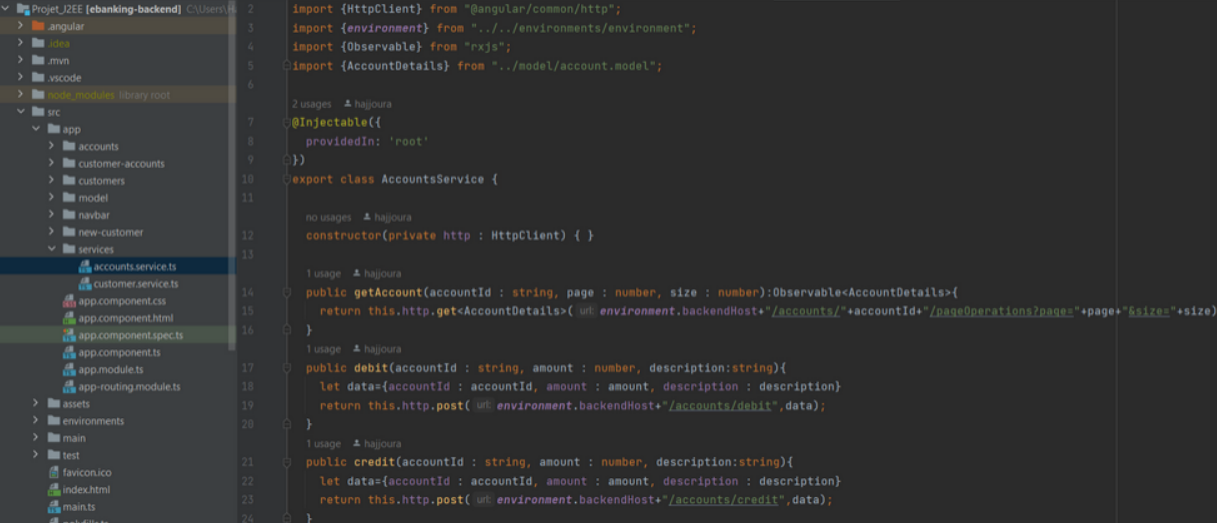 Projet_J2EE [ebanking-backend] C:\Users\H
.angular
.idea
.mvn
.vscode
node_modules library root
src
app
accounts
customer-accounts
customers
model
navbar
new-customer
services
accounts.service.ts
customer.service.ts
app.component.css
app.component.html
app.component.spec.ts
app.component.ts
app.module.ts
app-routing.module.ts
assets
environments
main
test
favicon.ico
index.html
main.ts
2 import {HttpClient} from "@angular/common/http";
3 import {environment} from "../../environments/environment";
4 import {Observable} from "rxjs";
5 import {AccountDetails} from "../model/account.model";
6
2 usages hajjoura
7 @Injectable({
8 providedIn: 'root'
9 })
10 export class AccountsService {
11
no usages hajjoura
12 constructor(private http : HttpClient) { }
13
1 usage hajjoura
14 public getAccount(accountId : string, page : number, size : number):Observable<AccountDetails>{
15 return this.http.get<AccountDetails>( url: environment.backendHost+"/accounts/"+accountId+"/pageOperations?page="+page+"&size="+size)
16 }
1 usage hajjoura
17 public debit(accountId : string, amount : number, description:string){
18 let data={accountId : accountId, amount : amount, description : description}
19 return this.http.post( url: environment.backendHost+"/accounts/debit",data);
20 }
1 usage hajjoura
21 public credit(accountId : string, amount : number, description:string){
22 let data={accountId : accountId, amount : amount, description : description}
23 return this.http.post( url: environment.backendHost+"/accounts/credit",data);
24 }